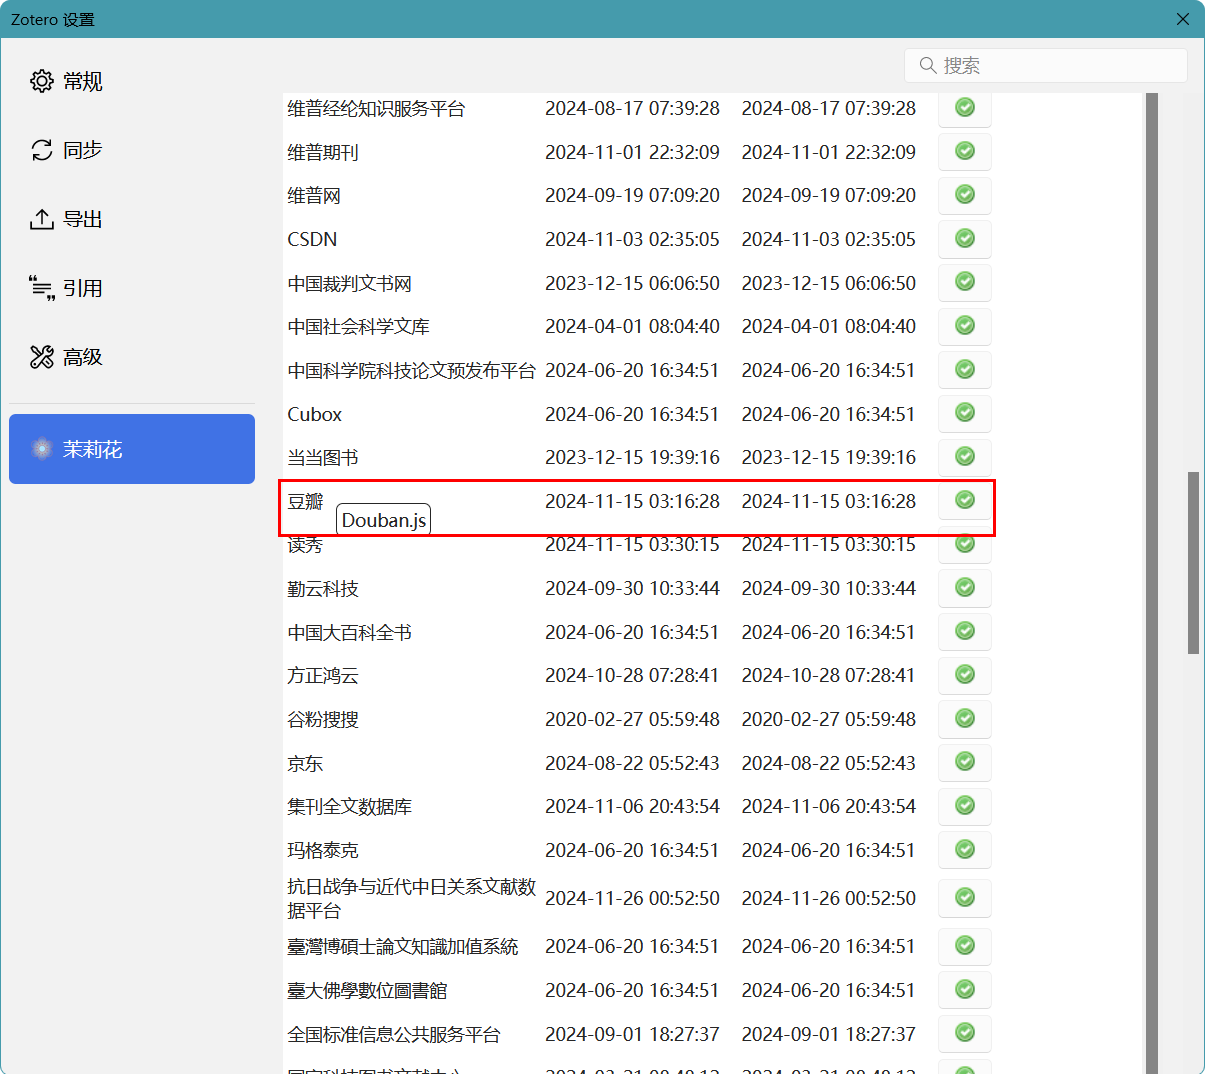 Zotero 设置
搜索
常规
同步
导出
引用
高级
茉莉花
维普经纶知识服务平台 2024-08-17 07:39:28 2024-08-17 07:39:28
维普期刊 2024-11-01 22:32:09 2024-11-01 22:32:09
维普网 2024-09-19 07:09:20 2024-09-19 07:09:20
CSDN 2024-11-03 02:35:05 2024-11-03 02:35:05
中国裁判文书网 2023-12-15 06:06:50 2023-12-15 06:06:50
中国社会科学文库 2024-04-01 08:04:40 2024-04-01 08:04:40
中国科学院科技论文预发布平台 2024-06-20 16:34:51 2024-06-20 16:34:51
Cubox 2024-06-20 16:34:51 2024-06-20 16:34:51
当当图书 2023-12-15 19:39:16 2023-12-15 19:39:16
豆瓣 2024-11-15 03:16:28 2024-11-15 03:16:28
Douban.js
读秀 2024-11-15 03:30:15 2024-11-15 03:30:15
勤云科技 2024-09-30 10:33:44 2024-09-30 10:33:44
中国大百科全书 2024-06-20 16:34:51 2024-06-20 16:34:51
方正鸿云 2024-10-28 07:28:41 2024-10-28 07:28:41
谷粉搜搜 2020-02-27 05:59:48 2020-02-27 05:59:48
京东 2024-08-22 05:52:43 2024-08-22 05:52:43
集刊全文数据库 2024-11-06 20:43:54 2024-11-06 20:43:54
玛格泰克 2024-06-20 16:34:51 2024-06-20 16:34:51
抗日战争与近代中日关系文献数
据平台 2024-11-26 00:52:50 2024-11-26 00:52:50
臺灣博碩士論文知識加值系統 2024-06-20 16:34:51 2024-06-20 16:34:51
臺大佛學數位圖書館 2024-06-20 16:34:51 2024-06-20 16:34:51
全国标准信息公共服务平台 2024-09-01 18:27:37 2024-09-01 18:27:37